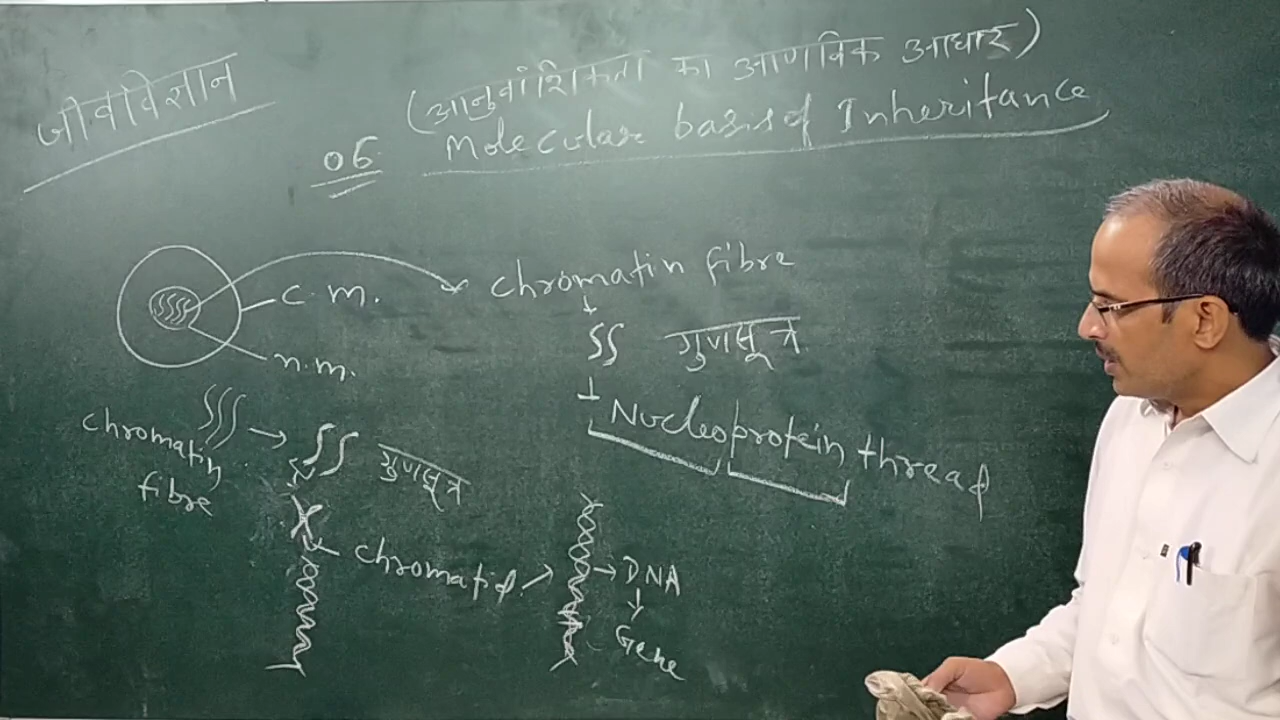 जीवविज्ञान
(आनुवांशिकता का आणविक आधार)
06 Molecular basis of Inheritance
chromatin fibre
c.m.
गुणसूत्र
n.m.
Nucleoprotein thread
chromatin
fibre
गुणसूत्र
chromatid
DNA
Gene